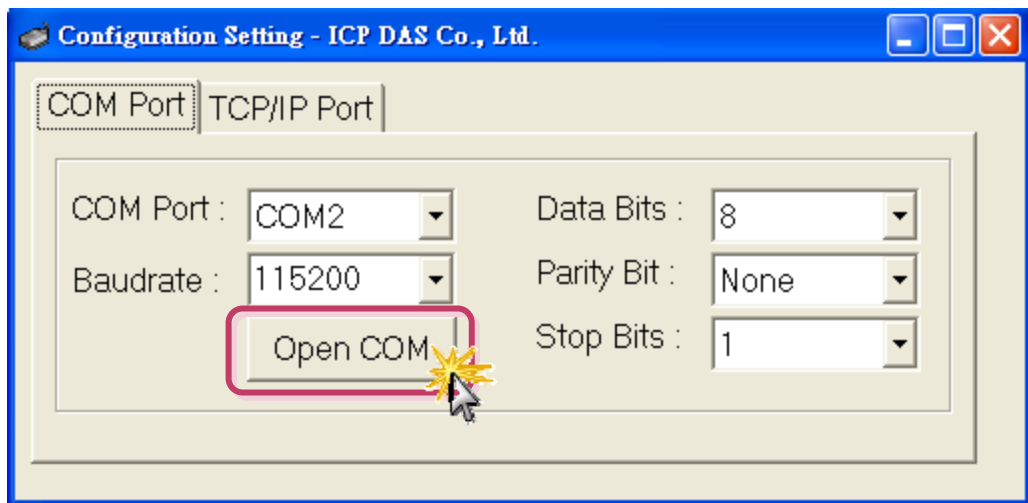 Configuration Setting - ICP DAS Co., Ltd.
COM Port TCP/IP Port
COM Port : COM2 Data Bits : 8
Baudrate : 115200 Parity Bit : None
Open COM Stop Bits : 1